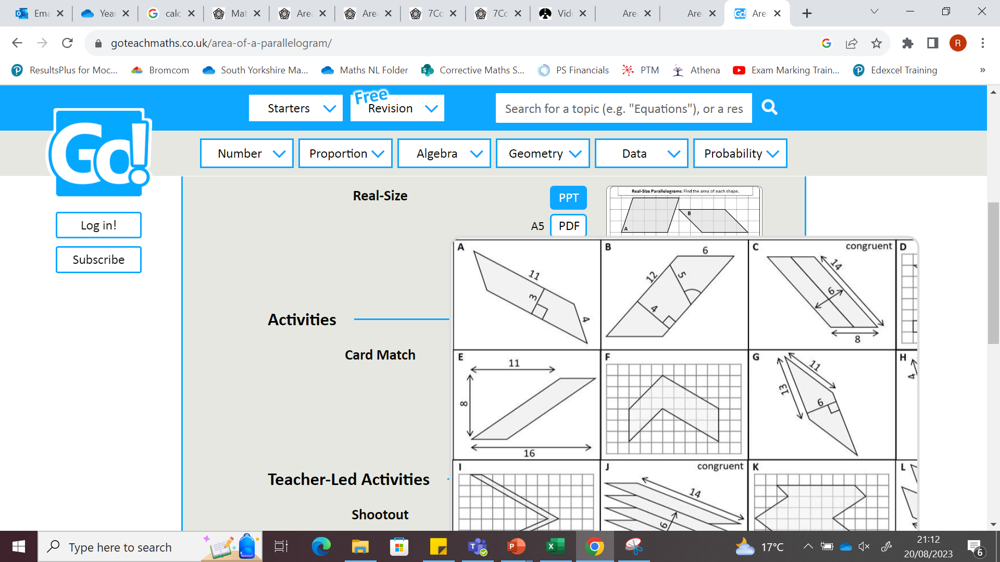 Ema
Year
calc
Mat
Area
Area
7Co
7Co
Vide
Are
Are
Go! Are
goteachmaths.co.uk/area-of-a-parallelogram/
R
ResultsPlus for Moc...
Bromcom
South Yorkshire Ma...
Maths NL Folder
Corrective Maths S...
PS Financials
PTM
Athena
Exam Marking Train...
Edexcel Training
»
Go!
Starters
Free
Revision
Search for a topic (e.g. "Equations"), or a res
Number
Proportion
Algebra
Geometry
Data
Probability
Log in!
Subscribe
Real-Size
PPT
A5 PDF
Real-Size Parallelograms: Find the area of each shape.
A
B
Activities
Card Match
Teacher-Led Activities
Shootout
A
11
3
4
B
6
12
5
4
C congruent
14
6
8
D
E
11
8
16
F
G
11
13
6
H
4
I
J congruent
14
6
K
L
Type here to search
17°C
21:12
20/08/2023
6